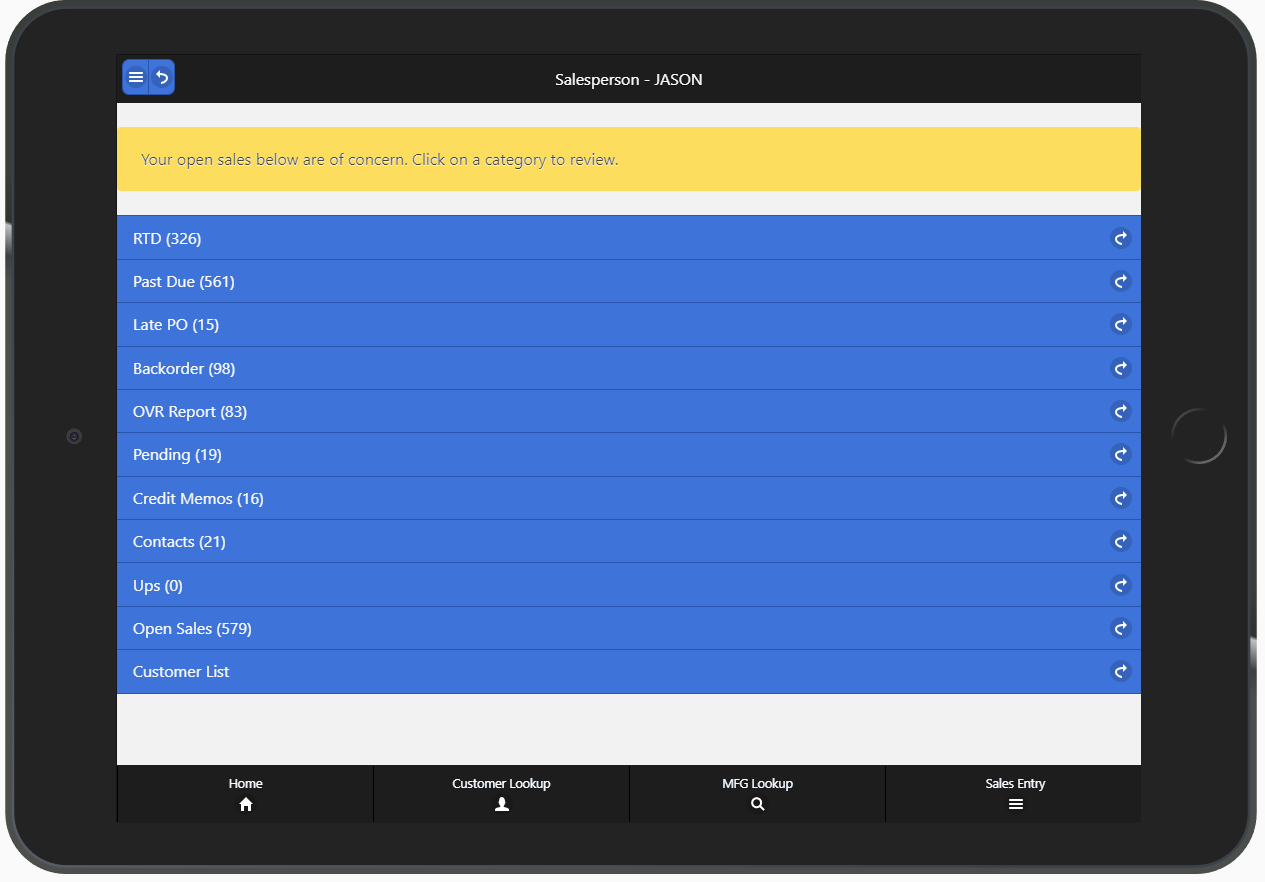 Salesperson - JASON
Your open sales below are of concern. Click on a category to review.
RTD (326)
Past Due (561)
Late PO (15)
Backorder (98)
OVR Report (83)
Pending (19)
Credit Memos (16)
Contacts (21)
Ups (0)
Open Sales (579)
Customer List
Home
Customer Lookup
MFG Lookup
Sales Entry